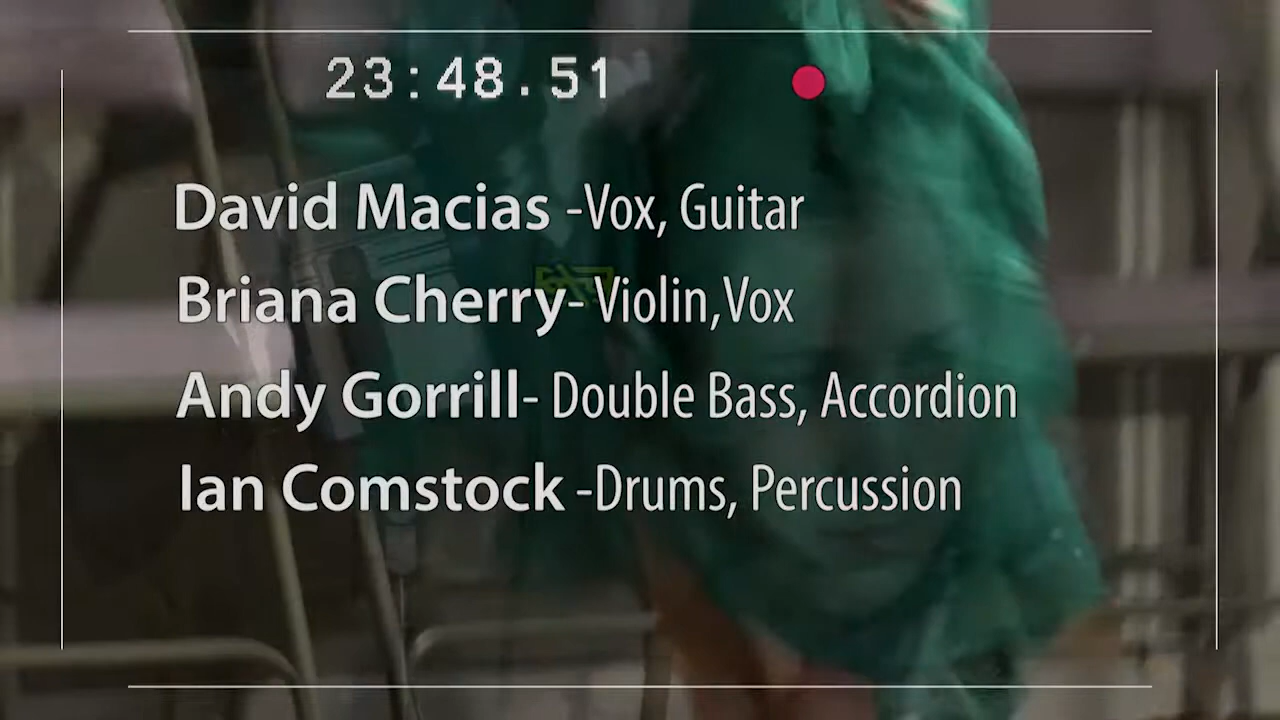 23:48.51
David Macias -Vox, Guitar
Briana Cherry- Violin,Vox
Andy Gorrill- Double Bass, Accordion
Ian Comstock -Drums, Percussion